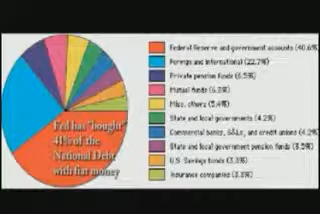 Fed has "bought"
41% of the
National Debt
with fiat money
Federal Reserve and government accounts (40.6%)
Foreign and international (22.7%)
Private pension funds (6.5%)
Mutual funds (6.3%)
Misc. others (5.4%)
State and local governments (4.2%)
Commercial banks, S&Ls, and credit unions (4.2%)
State and local government pension funds (3.5%)
U.S. Savings funds (3.3%)
Insurance companies (3.3%)